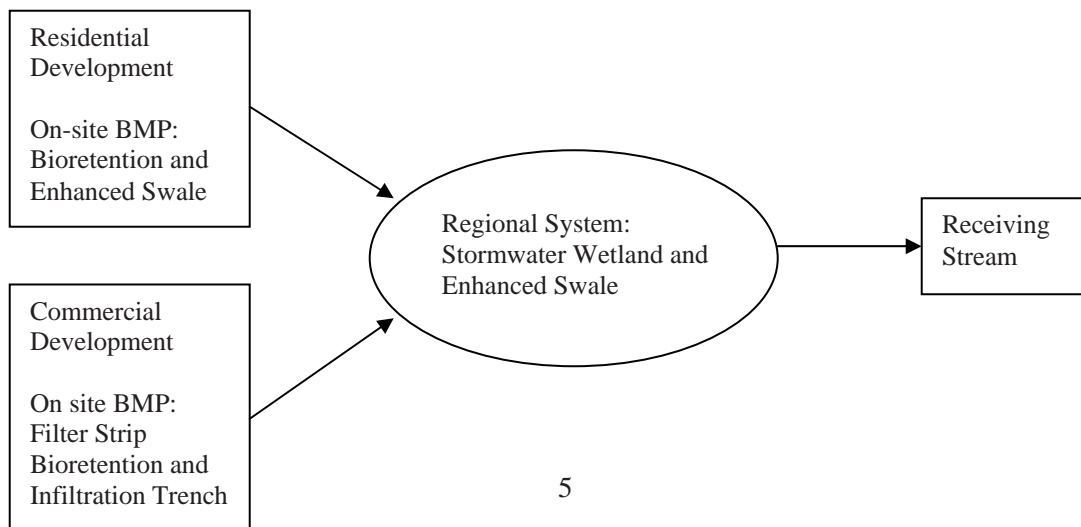 Residential
Development
On-site BMP:
Bioretention and
Enhanced Swale
Commercial
Development
On site BMP:
Filter Strip
Bioretention and
Infiltration Trench
Regional System:
Stormwater Wetland and
Enhanced Swale
Receiving
Stream
5